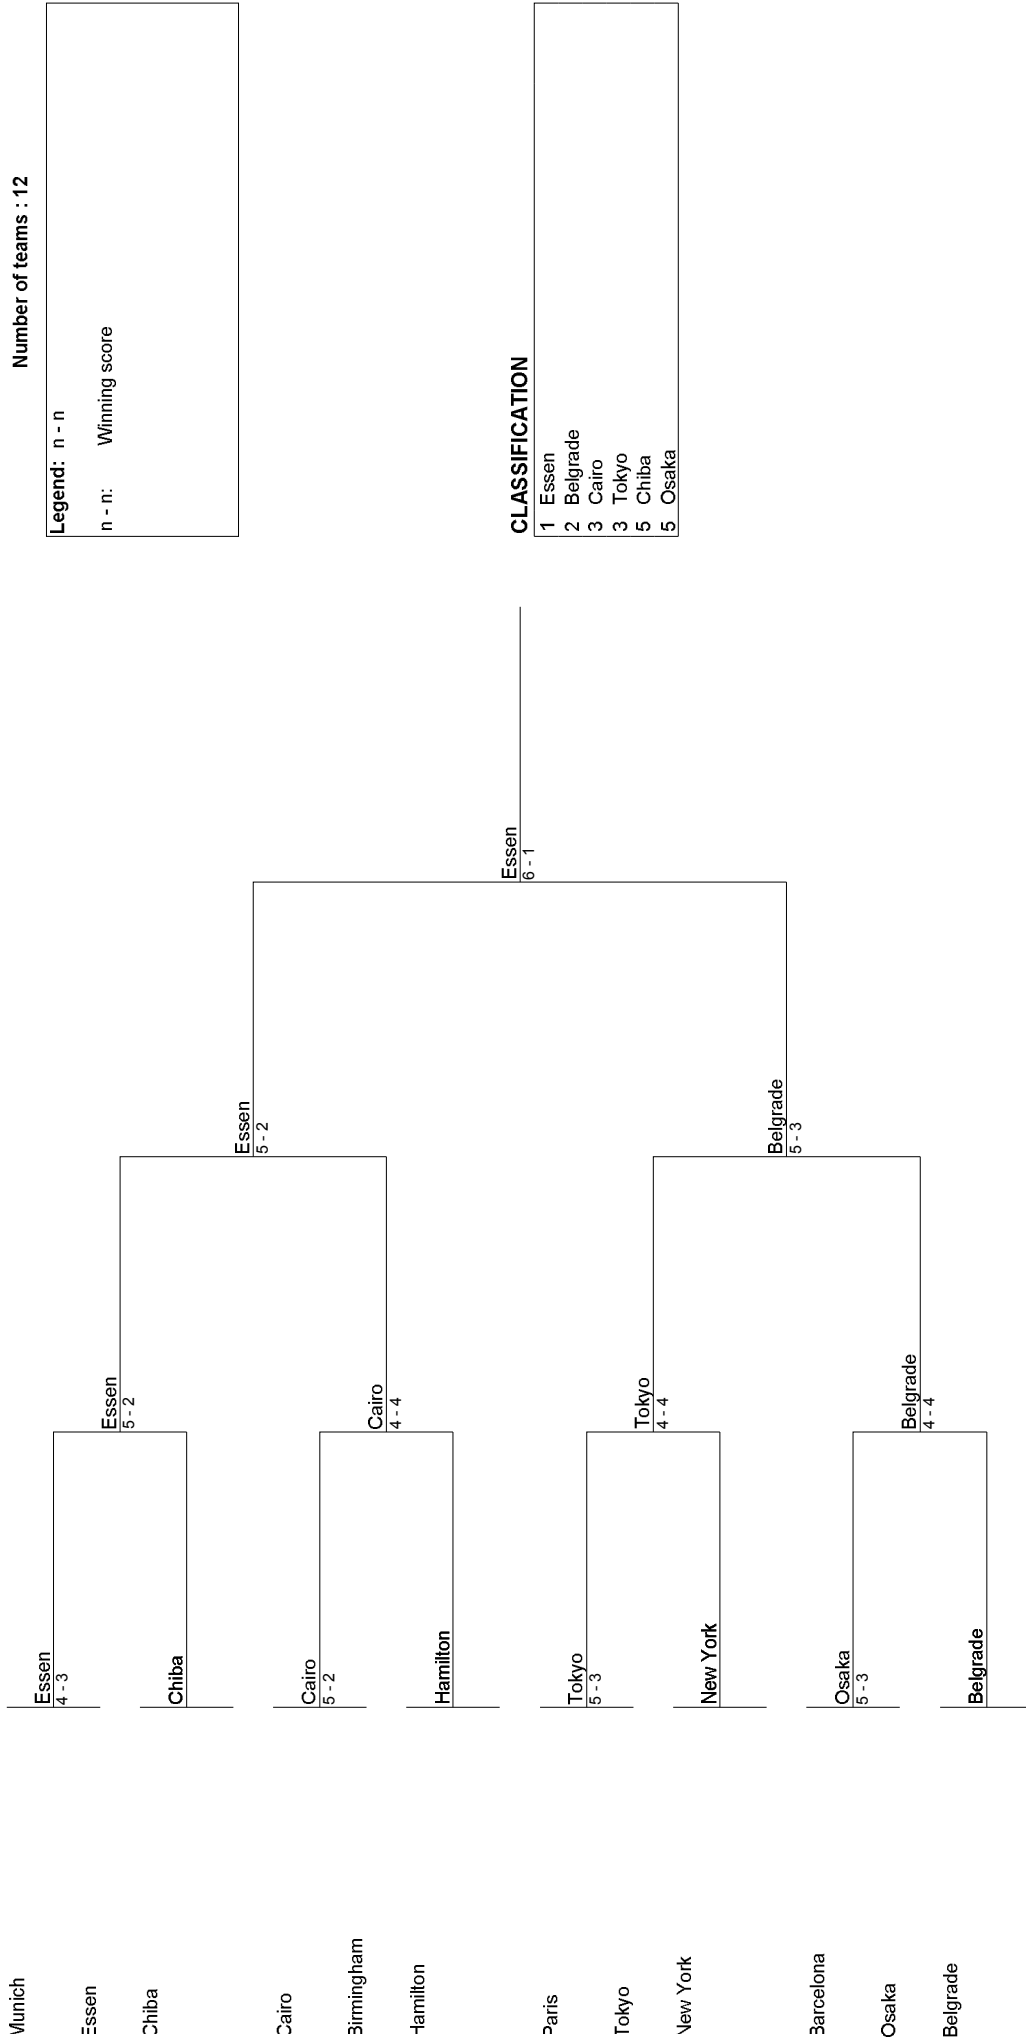 Number of teams : 12
Legend: n - n
n - n: Winning score
CLASSIFICATION
1 Essen
2 Belgrade
3 Cairo
3 Tokyo
5 Chiba
5 Osaka
Munich
Essen
Chiba
Cairo
Birmingham
Hamilton
Paris
Tokyo
New York
Barcelona
Osaka
Belgrade
Essen
4 - 3
Chiba
Cairo
5 - 2
Hamilton
Tokyo
5 - 3
New York
Osaka
5 - 3
Belgrade
Essen
5 - 2
Cairo
4 - 4
Tokyo
4 - 4
Belgrade
4 - 4
Essen
5 - 2
Belgrade
5 - 3
Essen
6 - 1